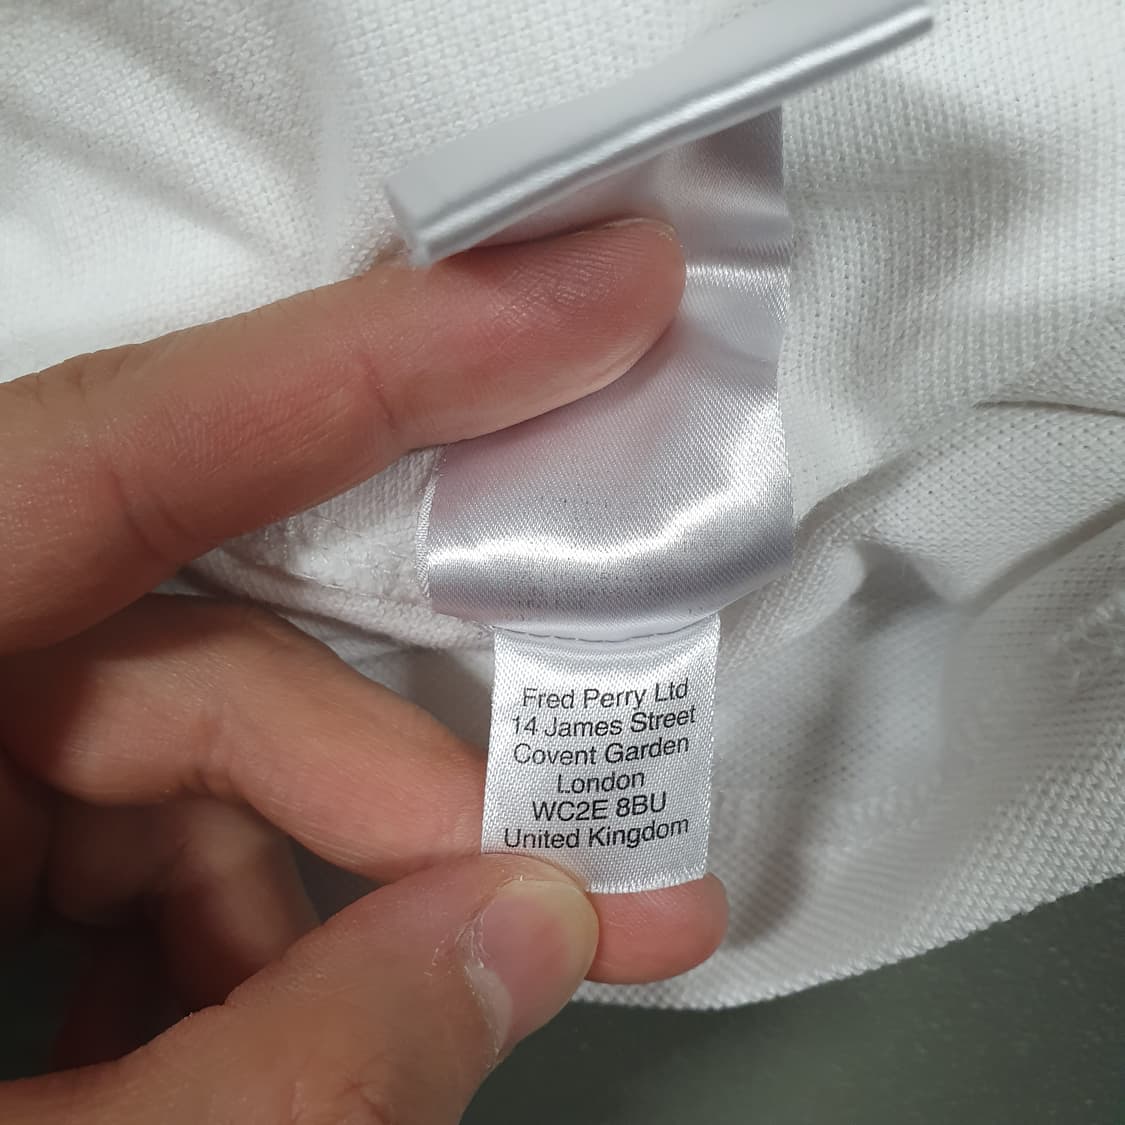 Fred Perry Ltd
14 James Street
Covent Garden
London
WC2E 8BU
United Kingdom